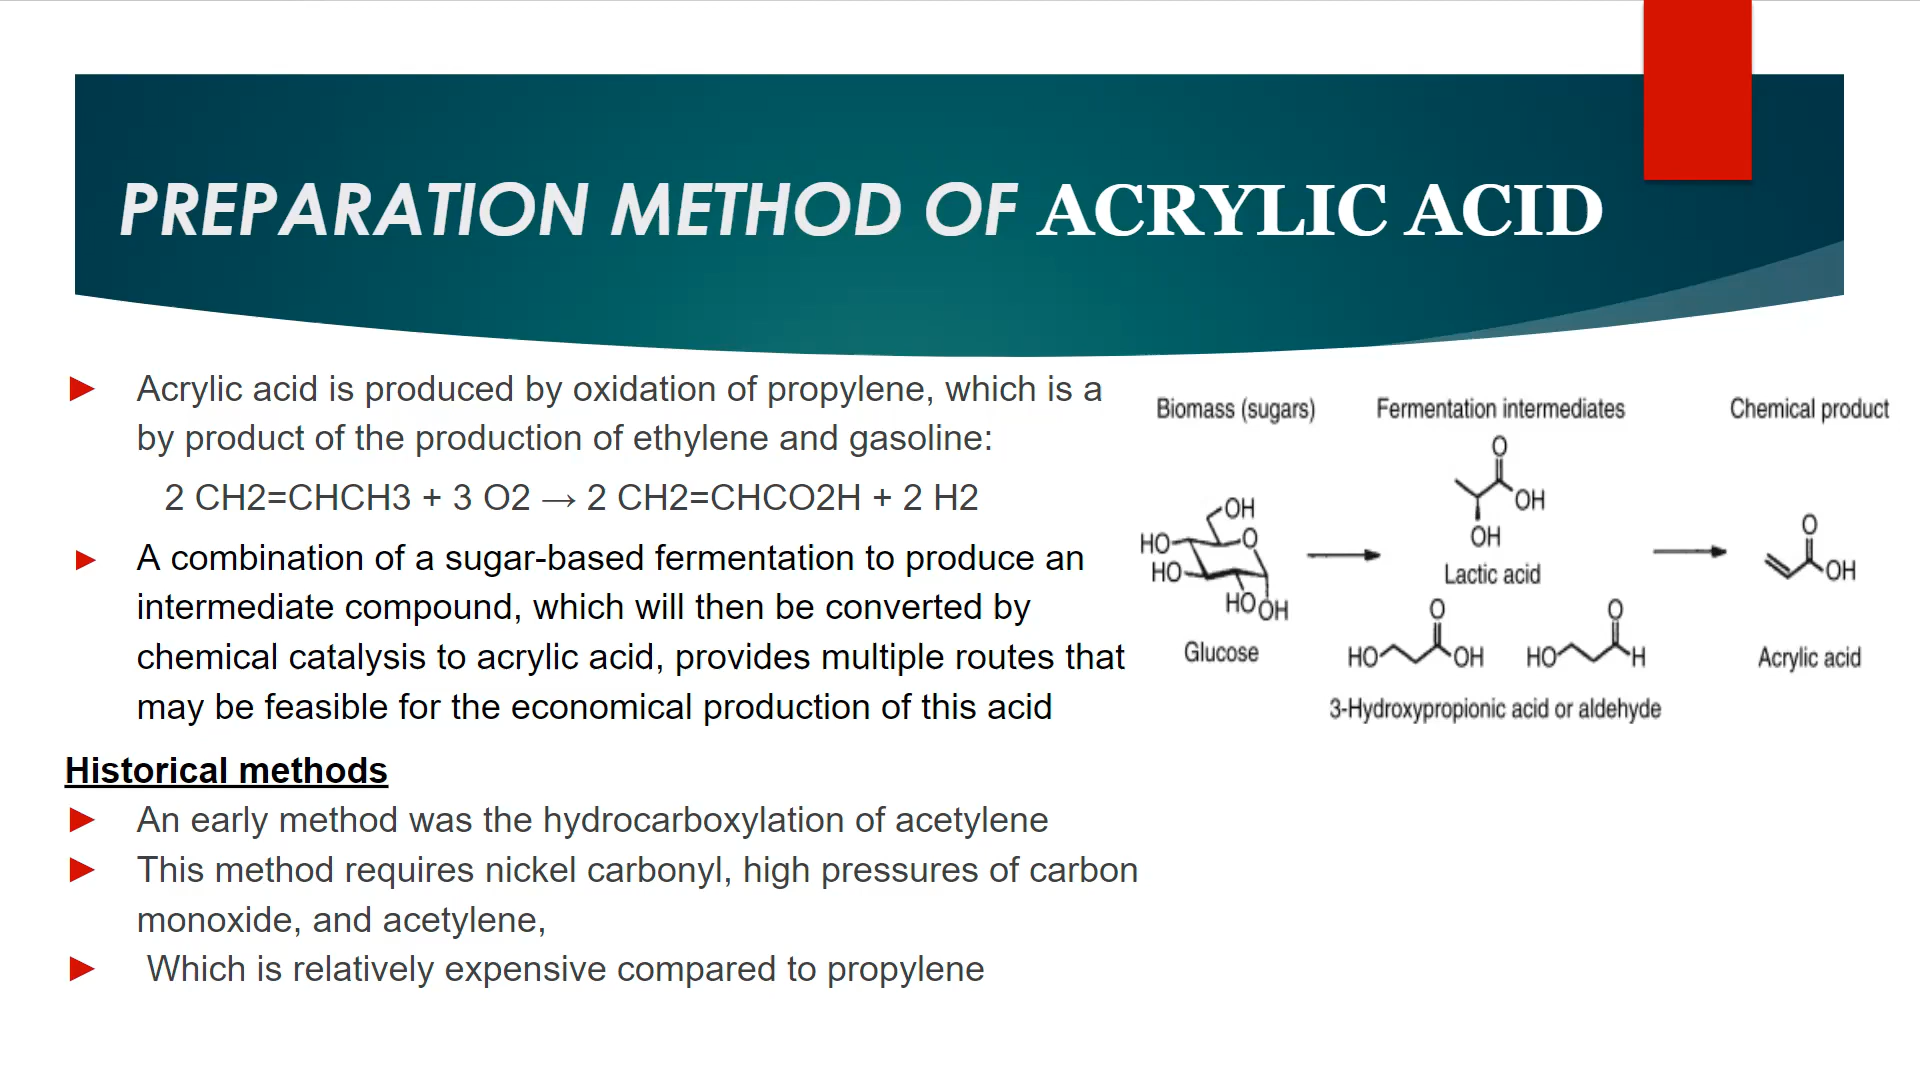 PREPARATION METHOD OF ACRYLIC ACID
Acrylic acid is produced by oxidation of propylene, which is a
by product of the production of ethylene and gasoline:
2 CH2=CHCH3 + 3 O2 → 2 CH2=CHCO2H + 2 H2
A combination of a sugar-based fermentation to produce an
intermediate compound, which will then be converted by
chemical catalysis to acrylic acid, provides multiple routes that
may be feasible for the economical production of this acid
Historical methods
An early method was the hydrocarboxylation of acetylene
This method requires nickel carbonyl, high pressures of carbon
monoxide, and acetylene,
Which is relatively expensive compared to propylene
Biomass (sugars)
OH
O
HO
HO
HO
OH
Glucose
Fermentation intermediates
O
OH
OH
Lactic acid
O
HO
OH
O
HO
H
3-Hydroxypropionic acid or aldehyde
Chemical product
O
OH
Acrylic acid